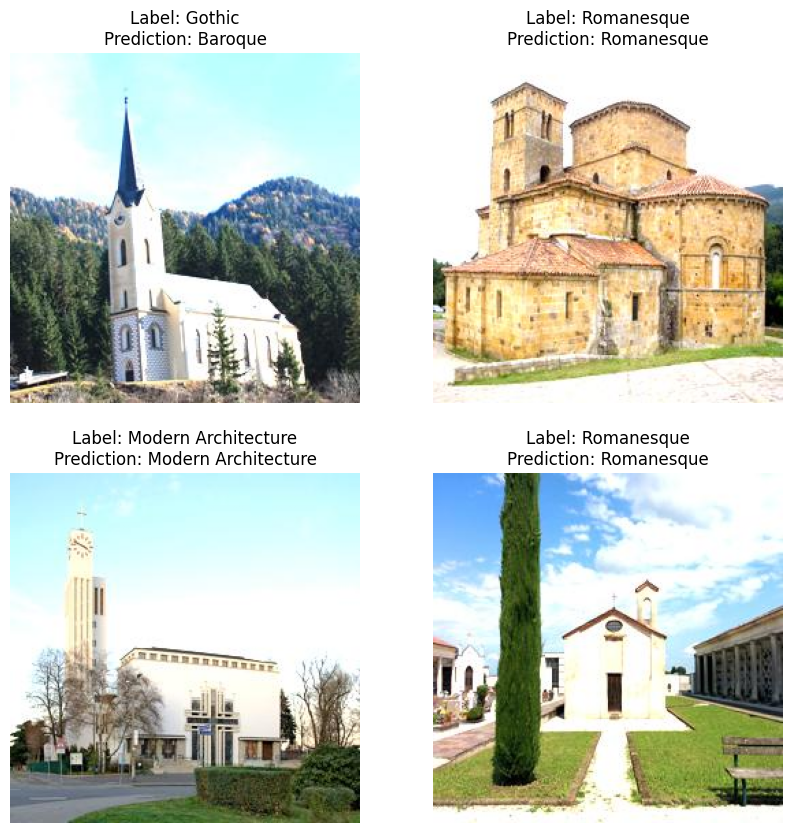 Label: Gothic
Prediction: Baroque
Label: Romanesque
Prediction: Romanesque
Label: Modern Architecture
Prediction: Modern Architecture
Label: Romanesque
Prediction: Romanesque